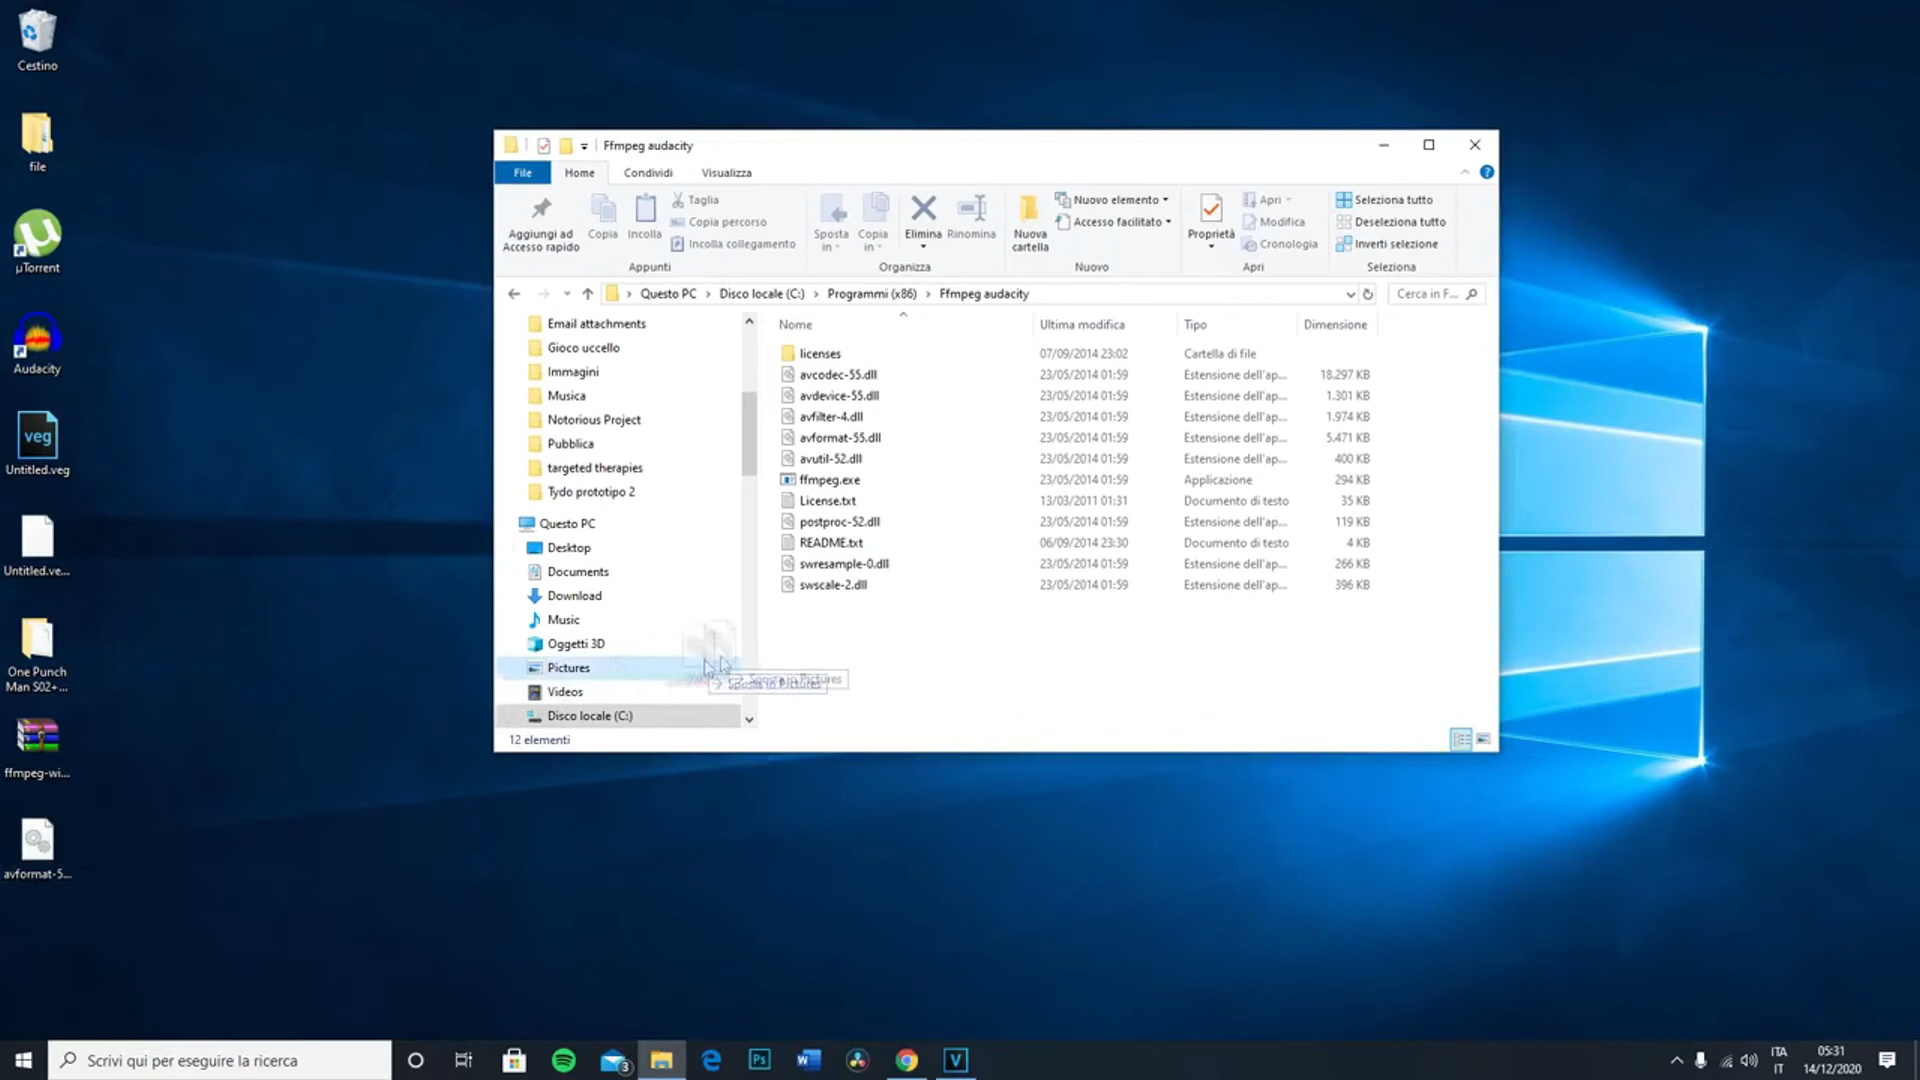 Cestino
file
µTorrent
Audacity
veg
Untitled.veg
Untitled.ve...
One Punch
Man S02+...
ffmpeg-wi...
avformat-5...
Ffmpeg audacity
File
Home
Condividi
Visualizza
Aggiungi ad
Accesso rapido
Copia
Incolla
Taglia
Copia percorso
Incolla collegamento
Appunti
Sposta
in
Copia
in
Elimina
Rinomina
Organizza
Nuova
cartella
Nuovo elemento
Accesso facilitato
Nuovo
Proprietà
Apri
Modifica
Cronologia
Apri
Seleziona tutto
Deseleziona tutto
Inverti selezione
Seleziona
Questo PC > Disco locale (C:) > Programmi (x86) > Ffmpeg audacity
Cerca in F...
Email attachments
Gioco uccello
Immagini
Musica
Notorious Project
Pubblica
targeted therapies
Tydo prototipo 2
Questo PC
Desktop
Documents
Download
Music
Oggetti 3D
Pictures
Videos
Disco locale (C:)
Nome Ultima modifica Tipo Dimensione
licenses 07/09/2014 23:02 Cartella di file
avcodec-55.dll 23/05/2014 01:59 Estensione dell'ap... 18.297 KB
avdevice-55.dll 23/05/2014 01:59 Estensione dell'ap... 1.301 KB
avfilter-4.dll 23/05/2014 01:59 Estensione dell'ap... 1.974 KB
avformat-55.dll 23/05/2014 01:59 Estensione dell'ap... 5.471 KB
avutil-52.dll 23/05/2014 01:59 Estensione dell'ap... 400 KB
ffmpeg.exe 23/05/2014 01:59 Applicazione 294 KB
License.txt 13/03/2011 01:31 Documento di testo 35 KB
postproc-52.dll 23/05/2014 01:59 Estensione dell'ap... 119 KB
README.txt 06/09/2014 23:30 Documento di testo 4 KB
swresample-0.dll 23/05/2014 01:59 Estensione dell'ap... 266 KB
swscale-2.dll 23/05/2014 01:59 Estensione dell'ap... 396 KB
Sposta in Pictures
12 elementi
Scrivi qui per eseguire la ricerca
3
Ps
V
ITA
IT
05:31
14/12/2020